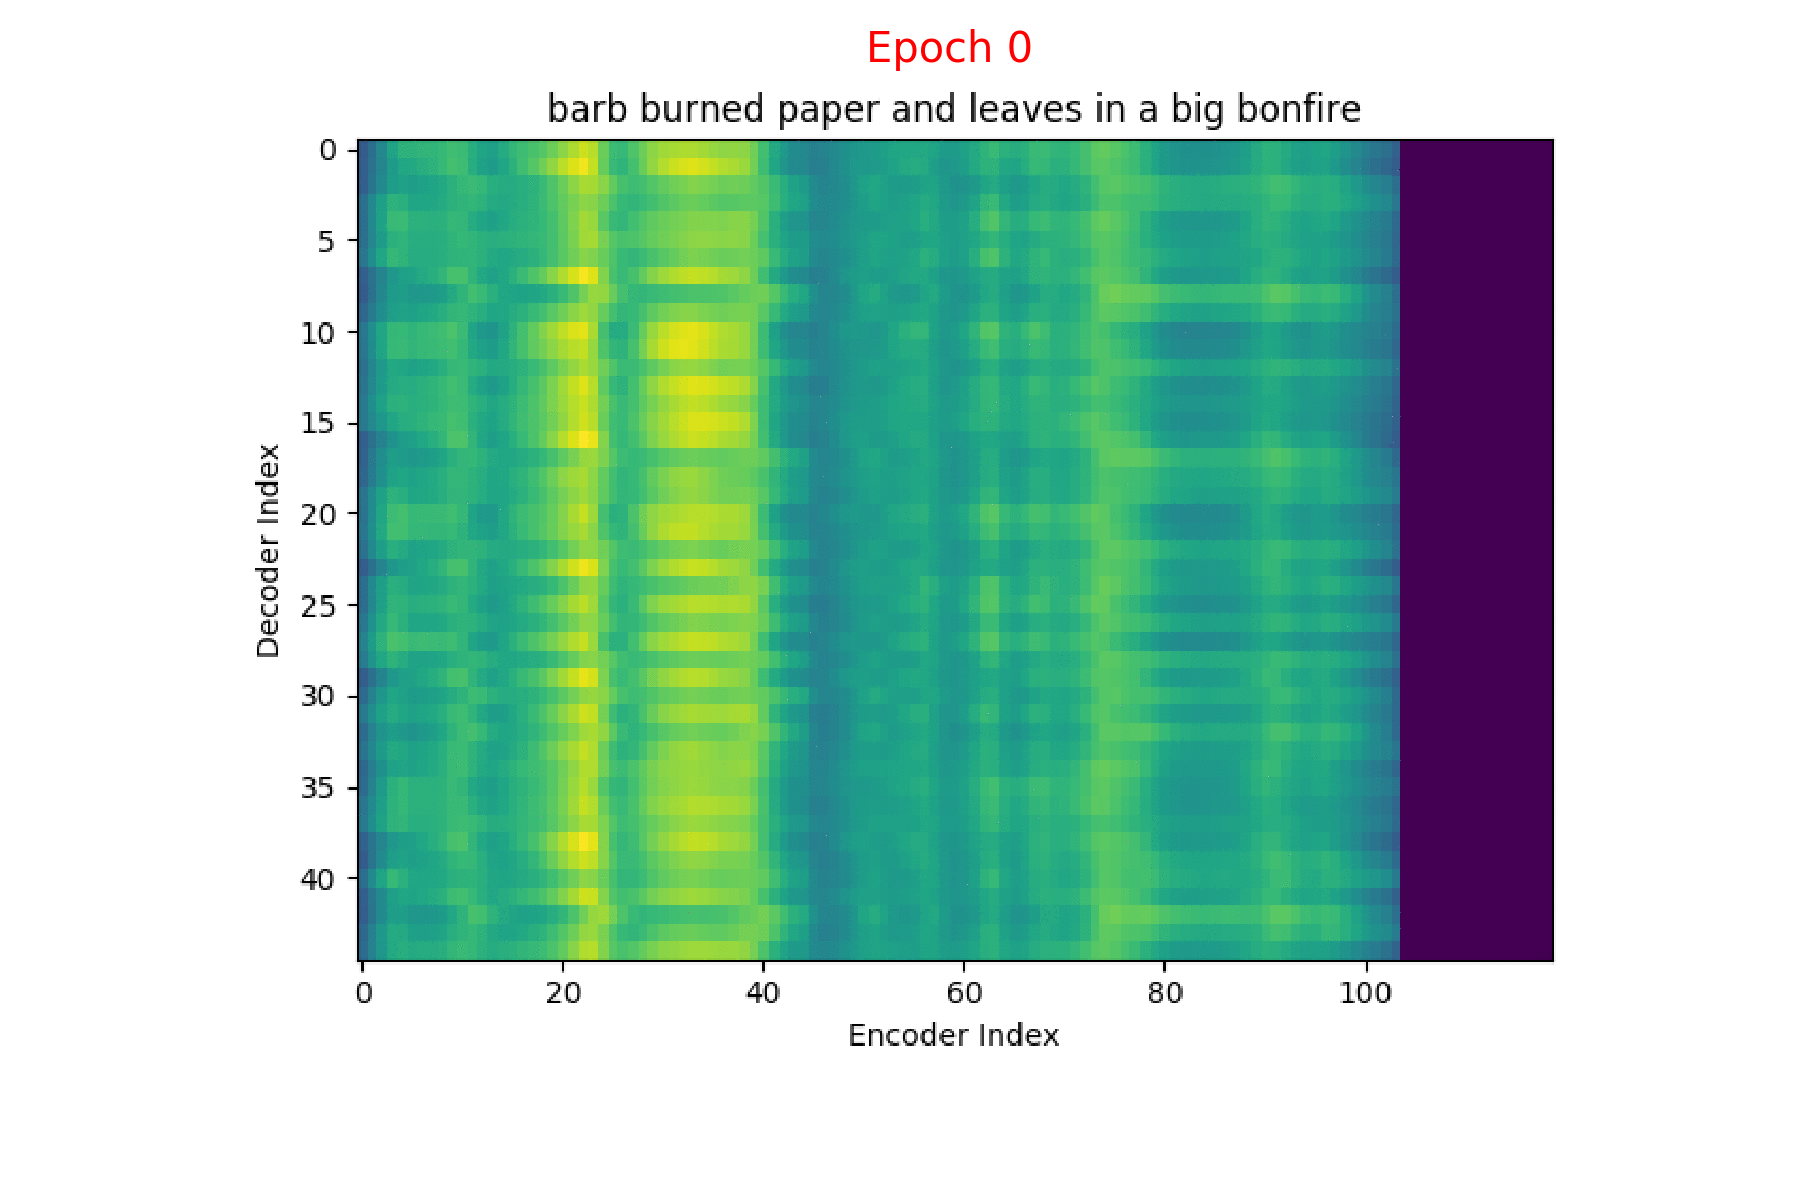 Epoch 0
barb burned paper and leaves in a big bonfire
0
5
10
15
20
25
30
35
40
Decoder Index
0 20 40 60 80 100
Encoder Index